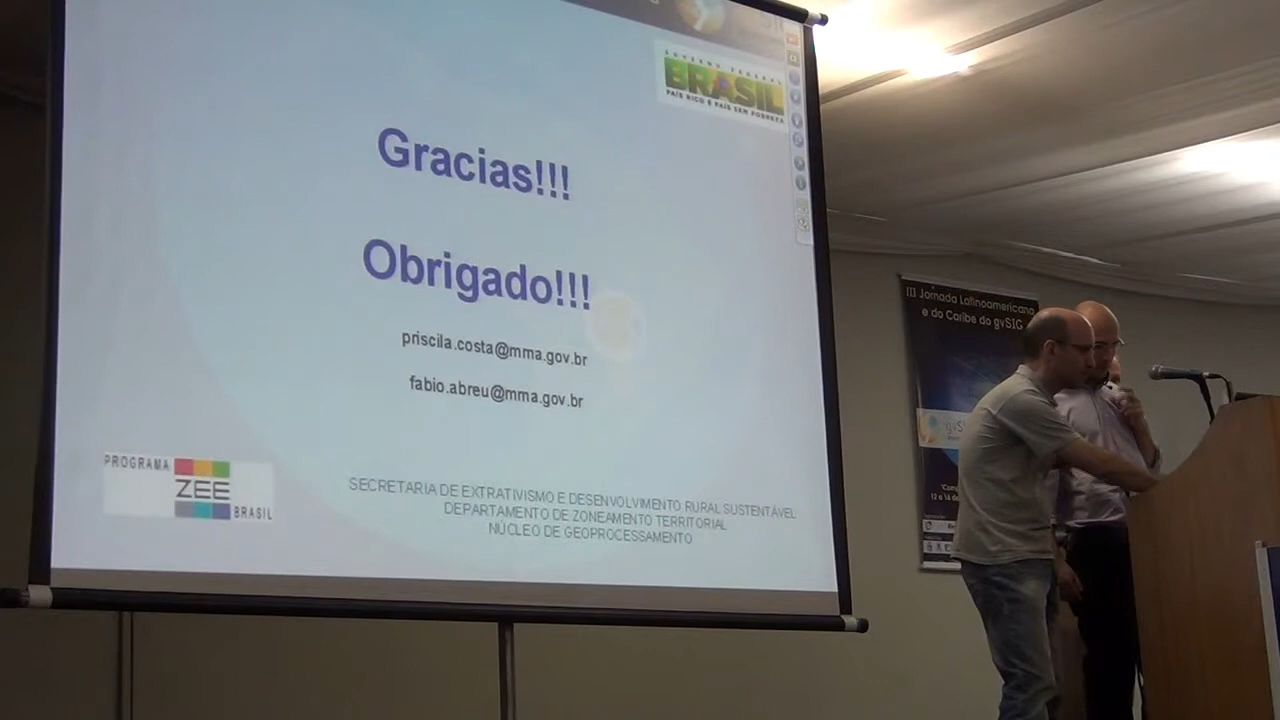 GOVERNO FEDERAL
BRASIL
PAÍS RICO É PAÍS SEM POBREZA
Gracias!!!
Obrigado!!!
priscila.costa@mma.gov.br
fabio.abreu@mma.gov.br
PROGRAMA
ZEE
BRASIL
SECRETARIA DE EXTRATIVISMO E DESENVOLVIMENTO RURAL SUSTENTÁVEL
DEPARTAMENTO DE ZONEAMENTO TERRITORIAL
NÚCLEO DE GEOPROCESSAMENTO
III Jornada Latinoamericana
e do Caribe do gvSIG